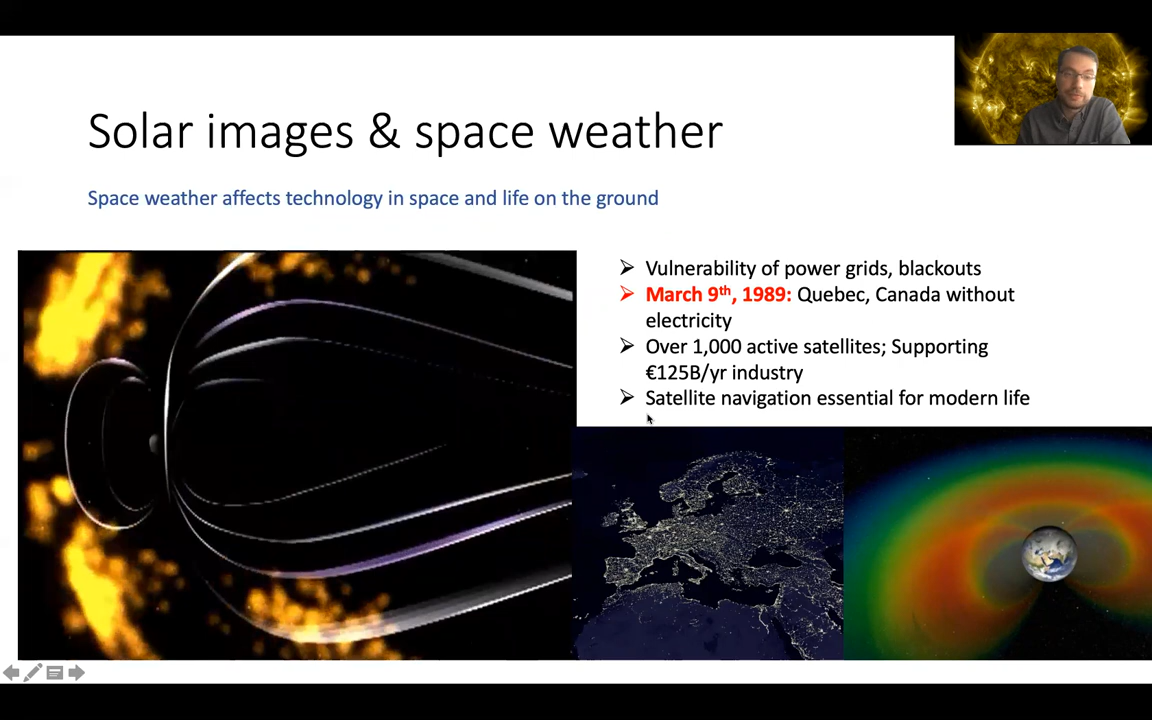 Solar images & space weather
Space weather affects technology in space and life on the ground
➢ Vulnerability of power grids, blackouts
➢ March 9th, 1989: Quebec, Canada without
electricity
➢ Over 1,000 active satellites; Supporting
€125B/yr industry
➢ Satellite navigation essential for modern life